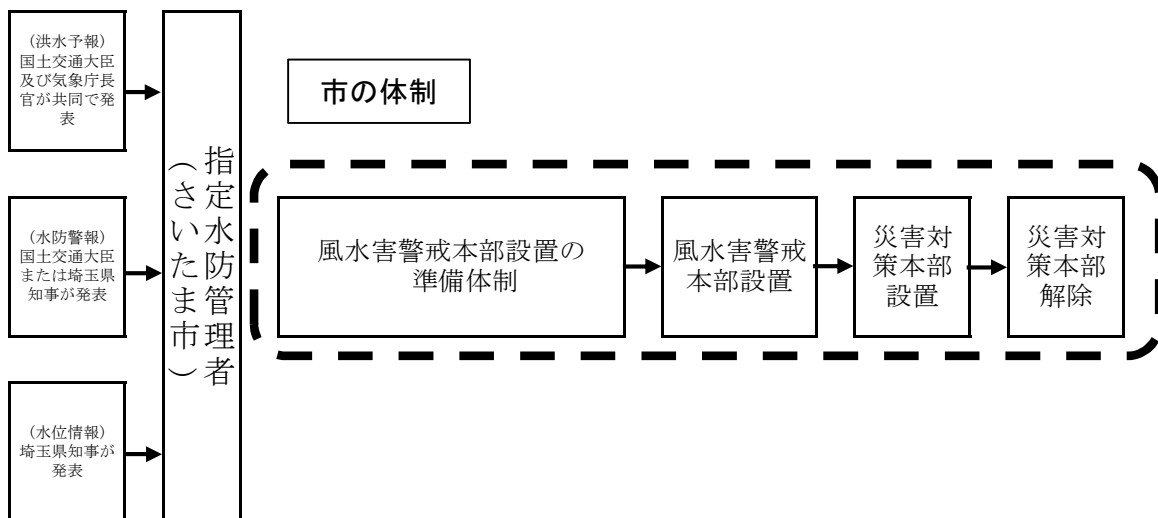 （洪水予報）
国土交通大臣
及び気象庁長
官が共同で発
表
（水防警報）
国土交通大臣
または埼玉県
知事が発表
（水位情報）
埼玉県知事が
発表
指定水防管理者
（さいたま市）
市の体制
風水害警戒本部設置の
準備体制
風水害警戒
本部設置
災害対
策本部
設置
災害対
策本部
解除